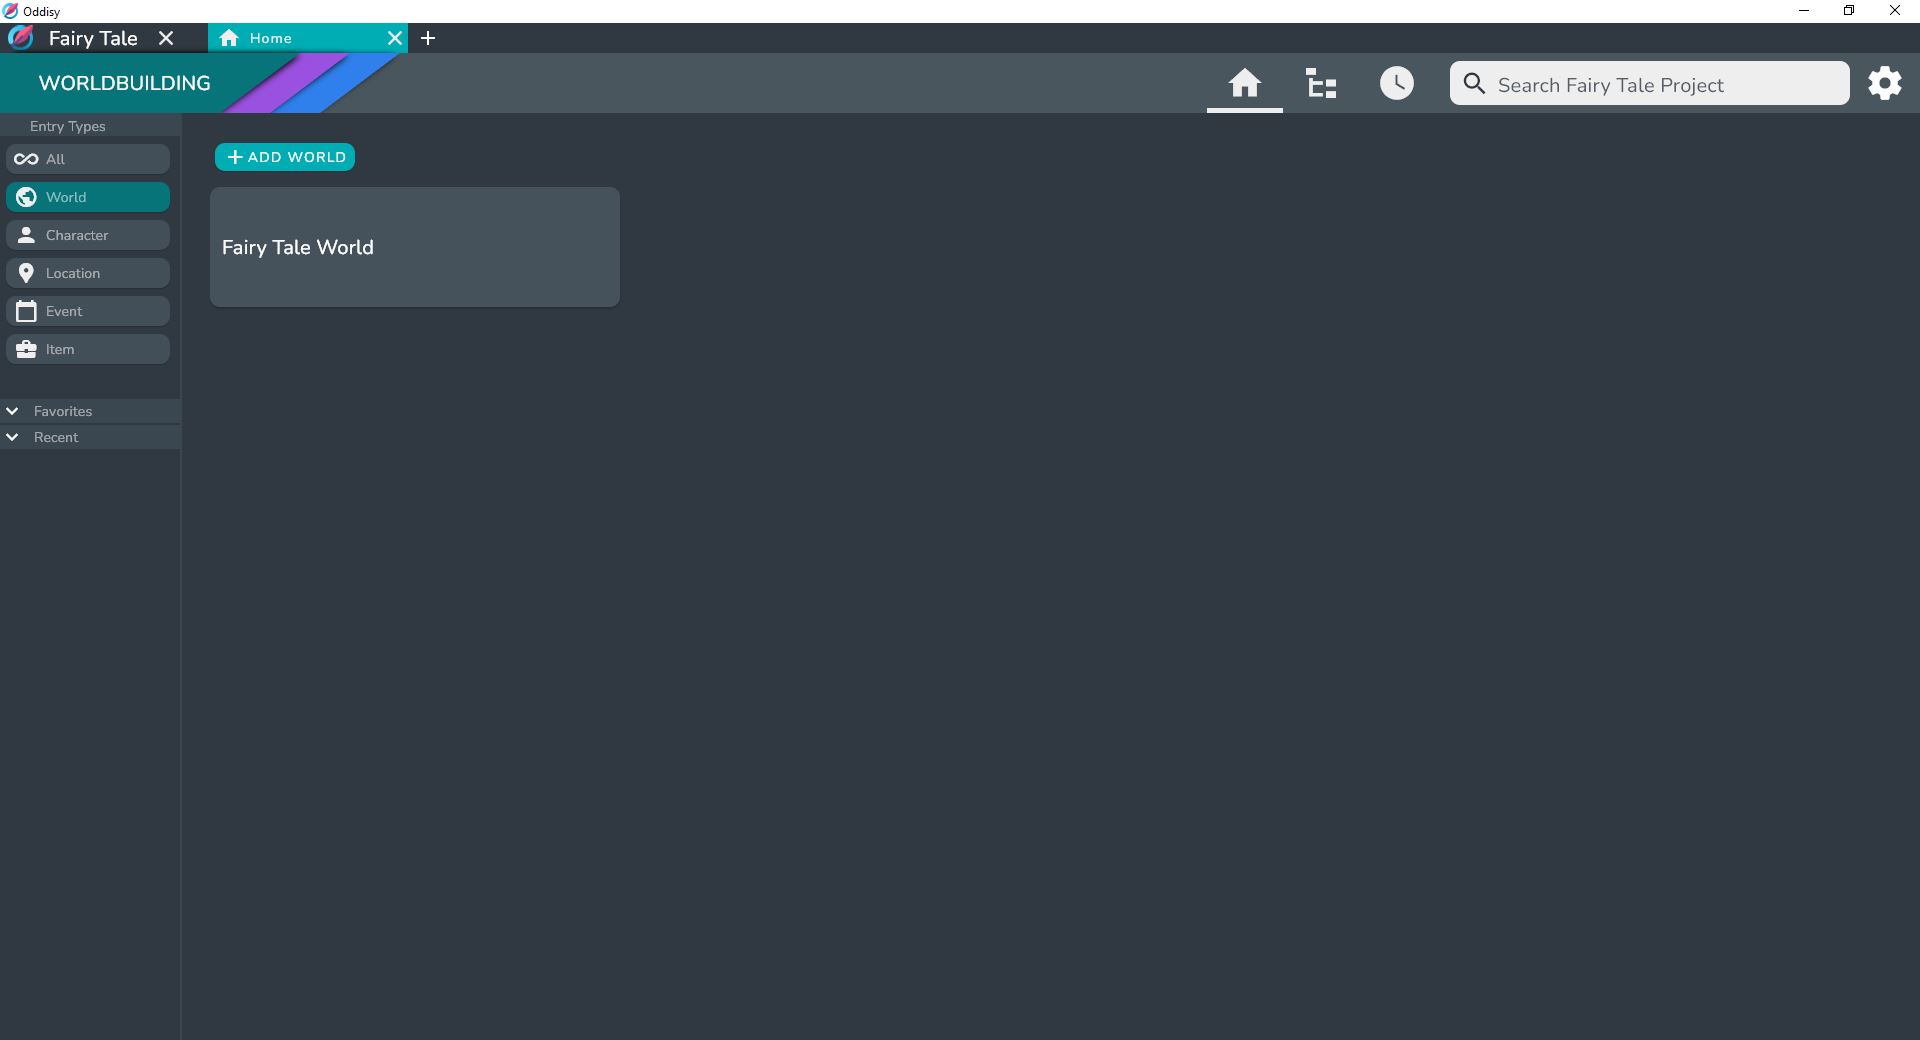 Oddisy
Fairy Tale
Home
WORLDBUILDING
Search Fairy Tale Project
Entry Types
All
World
Character
Location
Event
Item
Favorites
Recent
ADD WORLD
Fairy Tale World